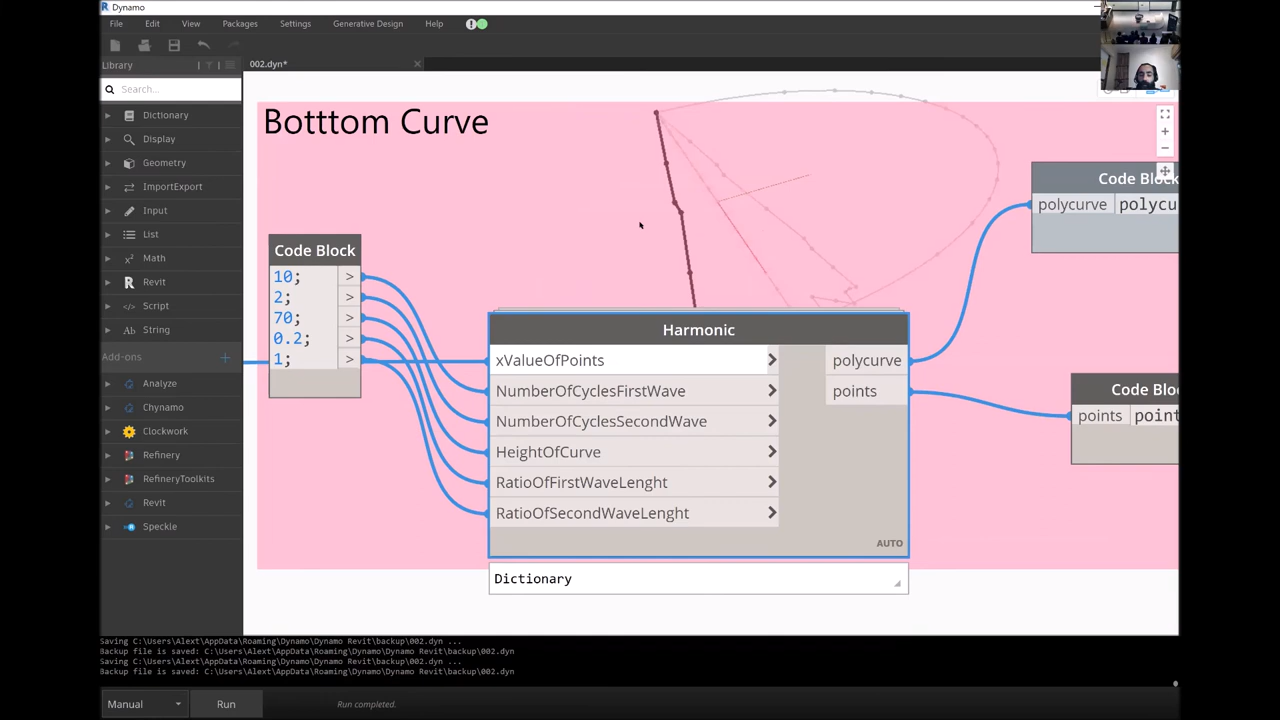 Dynamo
File Edit View Packages Settings Generative Design Help
Library
002.dyn*
Search...
Dictionary
Display
Geometry
ImportExport
Input
List
Math
Revit
Script
String
Add-ons
Analyze
Chynamo
Clockwork
Refinery
RefineryToolkits
Revit
Speckle
Botttom Curve
Code Block
10; >
2; >
70; >
0.2; >
1; >
Harmonic
xValueOfPoints
NumberOfCyclesFirstWave
NumberOfCyclesSecondWave
HeightOfCurve
RatioOfFirstWaveLenght
RatioOfSecondWaveLenght
polycurve
points
AUTO
Dictionary
Code Block
polycurve polycu
Code Bloc
points point
Saving C:\Users\Alext\AppData\Roaming\Dynamo\Dynamo Revit\backup\002.dyn ...
Backup file is saved: C:\Users\Alext\AppData\Roaming\Dynamo\Dynamo Revit\backup\002.dyn
Saving C:\Users\Alext\AppData\Roaming\Dynamo\Dynamo Revit\backup\002.dyn ...
Backup file is saved: C:\Users\Alext\AppData\Roaming\Dynamo\Dynamo Revit\backup\002.dyn
Manual
Run
Run completed.